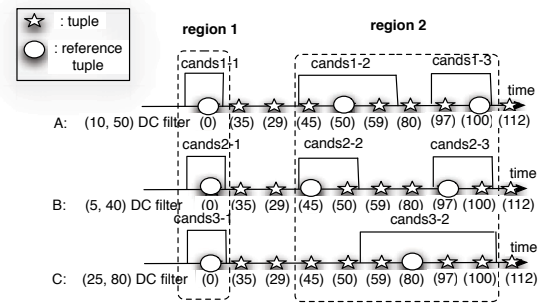 : tuple
: reference
tuple
region 1
region 2
cands1-1
cands1-2
cands1-3
time
A: (10, 50) DC filter (0) (35) (29) (45) (50) (59) (80) (97) (100) (112)
cands2-1
cands2-2
cands2-3
time
B: (5, 40) DC filter (0) (35) (29) (45) (50) (59) (80) (97) (100) (112)
cands3-1
cands3-2
time
C: (25, 80) DC filter (0) (35) (29) (45) (50) (59) (80) (97) (100) (112)